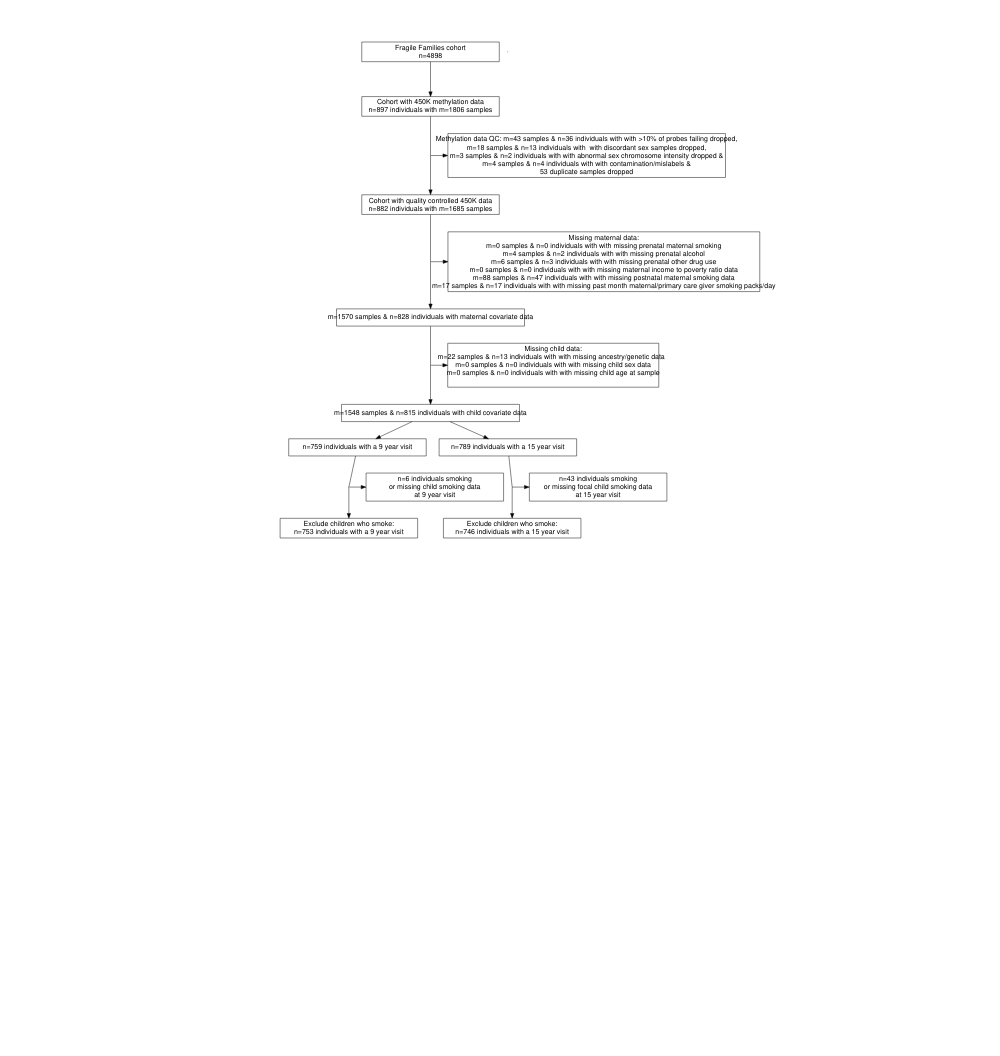 Fragile Families cohort
n=4898
Cohort with 450K methylation data
n=897 individuals with m=1806 samples
Methylation data QC: m=43 samples & n=36 individuals with with >10% of probes failing dropped,
m=18 samples & n=13 individuals with  with discordant sex samples dropped,
m=3 samples & n=2 individuals with with abnormal sex chromosome intensity dropped &
m=4 samples & n=4 individuals with with contamination/mislabels &
53 duplicate samples dropped
Cohort with quality controlled 450K data
n=882 individuals with m=1685 samples
Missing maternal data:
m=0 samples & n=0 individuals with with missing prenatal maternal smoking
m=4 samples & n=2 individuals with with missing prenatal alcohol
m=6 samples & n=3 individuals with with missing prenatal other drug use
m=0 samples & n=0 individuals with with missing maternal income to poverty ratio data
m=88 samples & n=47 individuals with with missing postnatal maternal smoking data
m=17 samples & n=17 individuals with with missing past month maternal/primary care giver smoking packs/day
m=1570 samples & n=828 individuals with maternal covariate data
Missing child data:
m=22 samples & n=13 individuals with with missing ancestry/genetic data
m=0 samples & n=0 individuals with with missing child sex data
m=0 samples & n=0 individuals with with missing child age at sample
m=1548 samples & n=815 individuals with child covariate data
n=759 individuals with a 9 year visit
n=789 individuals with a 15 year visit
n=6 individuals smoking
or missing child smoking data
at 9 year visit
n=43 individuals smoking
or missing focal child smoking data
at 15 year visit
Exclude children who smoke:
n=753 individuals with a 9 year visit
Exclude children who smoke:
n=746 individuals with a 15 year visit